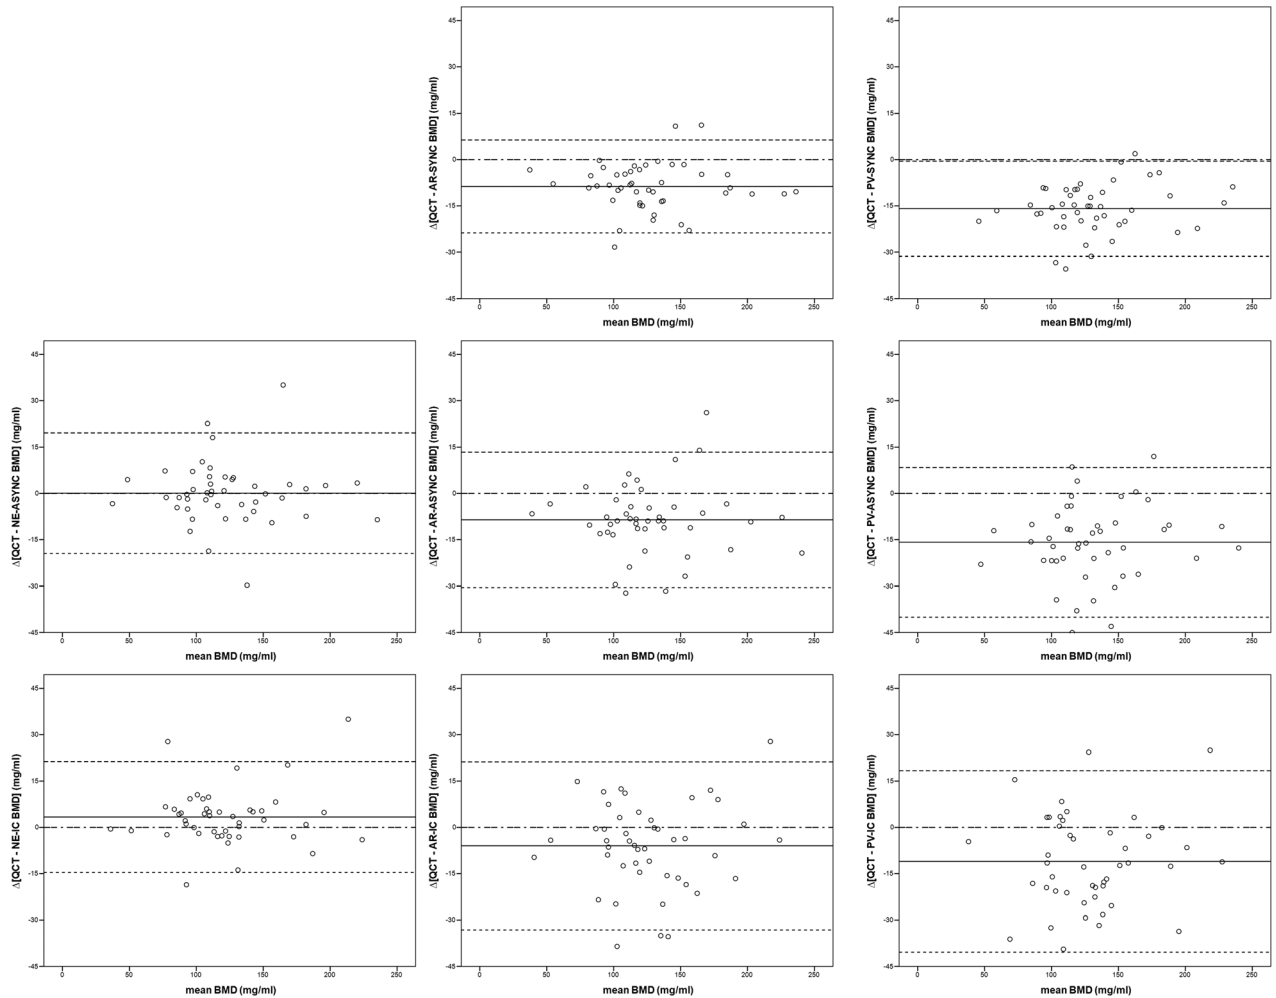 Δ[QCT - AR-SYNC BMD] (mg/ml)
45
30
15
0
-15
-30
-45
0 50 100 150 200 250
mean BMD (mg/ml)
Δ[QCT - PV-SYNC BMD] (mg/ml)
45
30
15
0
-15
-30
-45
0 50 100 150 200 250
mean BMD (mg/ml)
Δ[QCT - NE-ASYNC BMD] (mg/ml)
45
30
15
0
-15
-30
-45
0 50 100 150 200 250
mean BMD (mg/ml)
Δ[QCT - AR-ASYNC BMD] (mg/ml)
45
30
15
0
-15
-30
-45
0 50 100 150 200 250
mean BMD (mg/ml)
Δ[QCT - PV-ASYNC BMD] (mg/ml)
45
30
15
0
-15
-30
-45
0 50 100 150 200 250
mean BMD (mg/ml)
Δ[QCT - NE-IC BMD] (mg/ml)
45
30
15
0
-15
-30
-45
0 50 100 150 200 250
mean BMD (mg/ml)
Δ[QCT - AR-IC BMD] (mg/ml)
45
30
15
0
-15
-30
-45
0 50 100 150 200 250
mean BMD (mg/ml)
Δ[QCT - PV-IC BMD] (mg/ml)
45
30
15
0
-15
-30
-45
0 50 100 150 200 250
mean BMD (mg/ml)